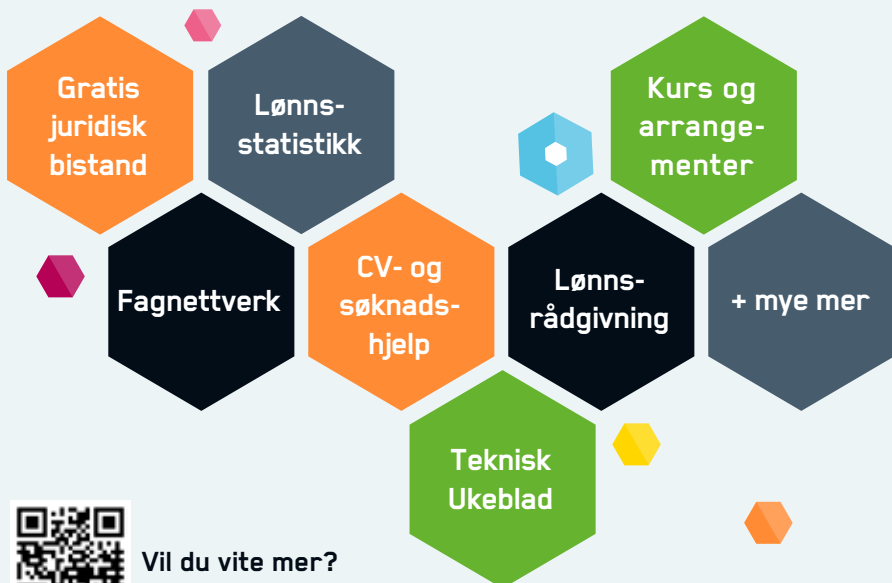 Gratis
juridisk
bistand
Lønns-
statistikk
Kurs og
arrange-
menter
Fagnettverk
CV- og
søknads-
hjelp
Lønns-
rådgivning
+ mye mer
Teknisk
Ukeblad
Vil du vite mer?